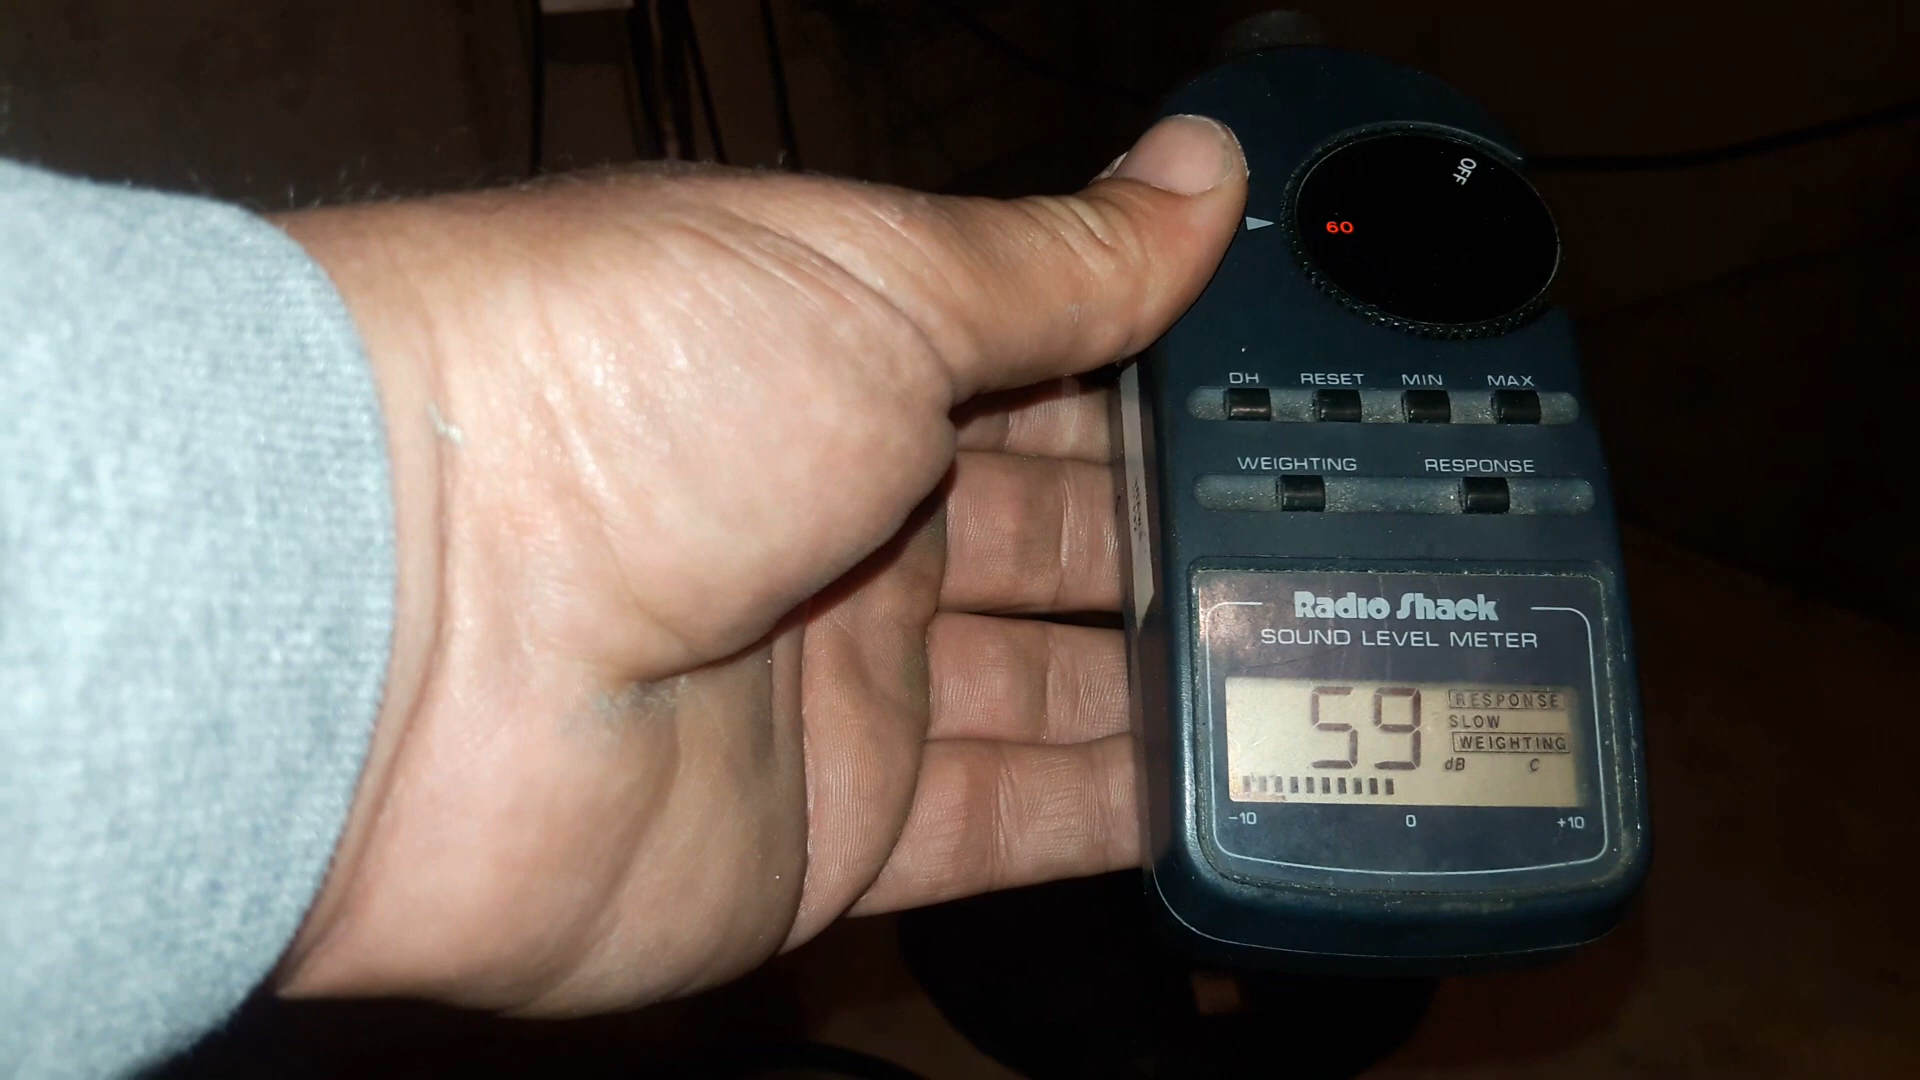 OFF
60
DH RESET MIN MAX
WEIGHTING RESPONSE
Radio Shack
SOUND LEVEL METER
59
RESPONSE
SLOW
WEIGHTING
dB C
-10 0 +10